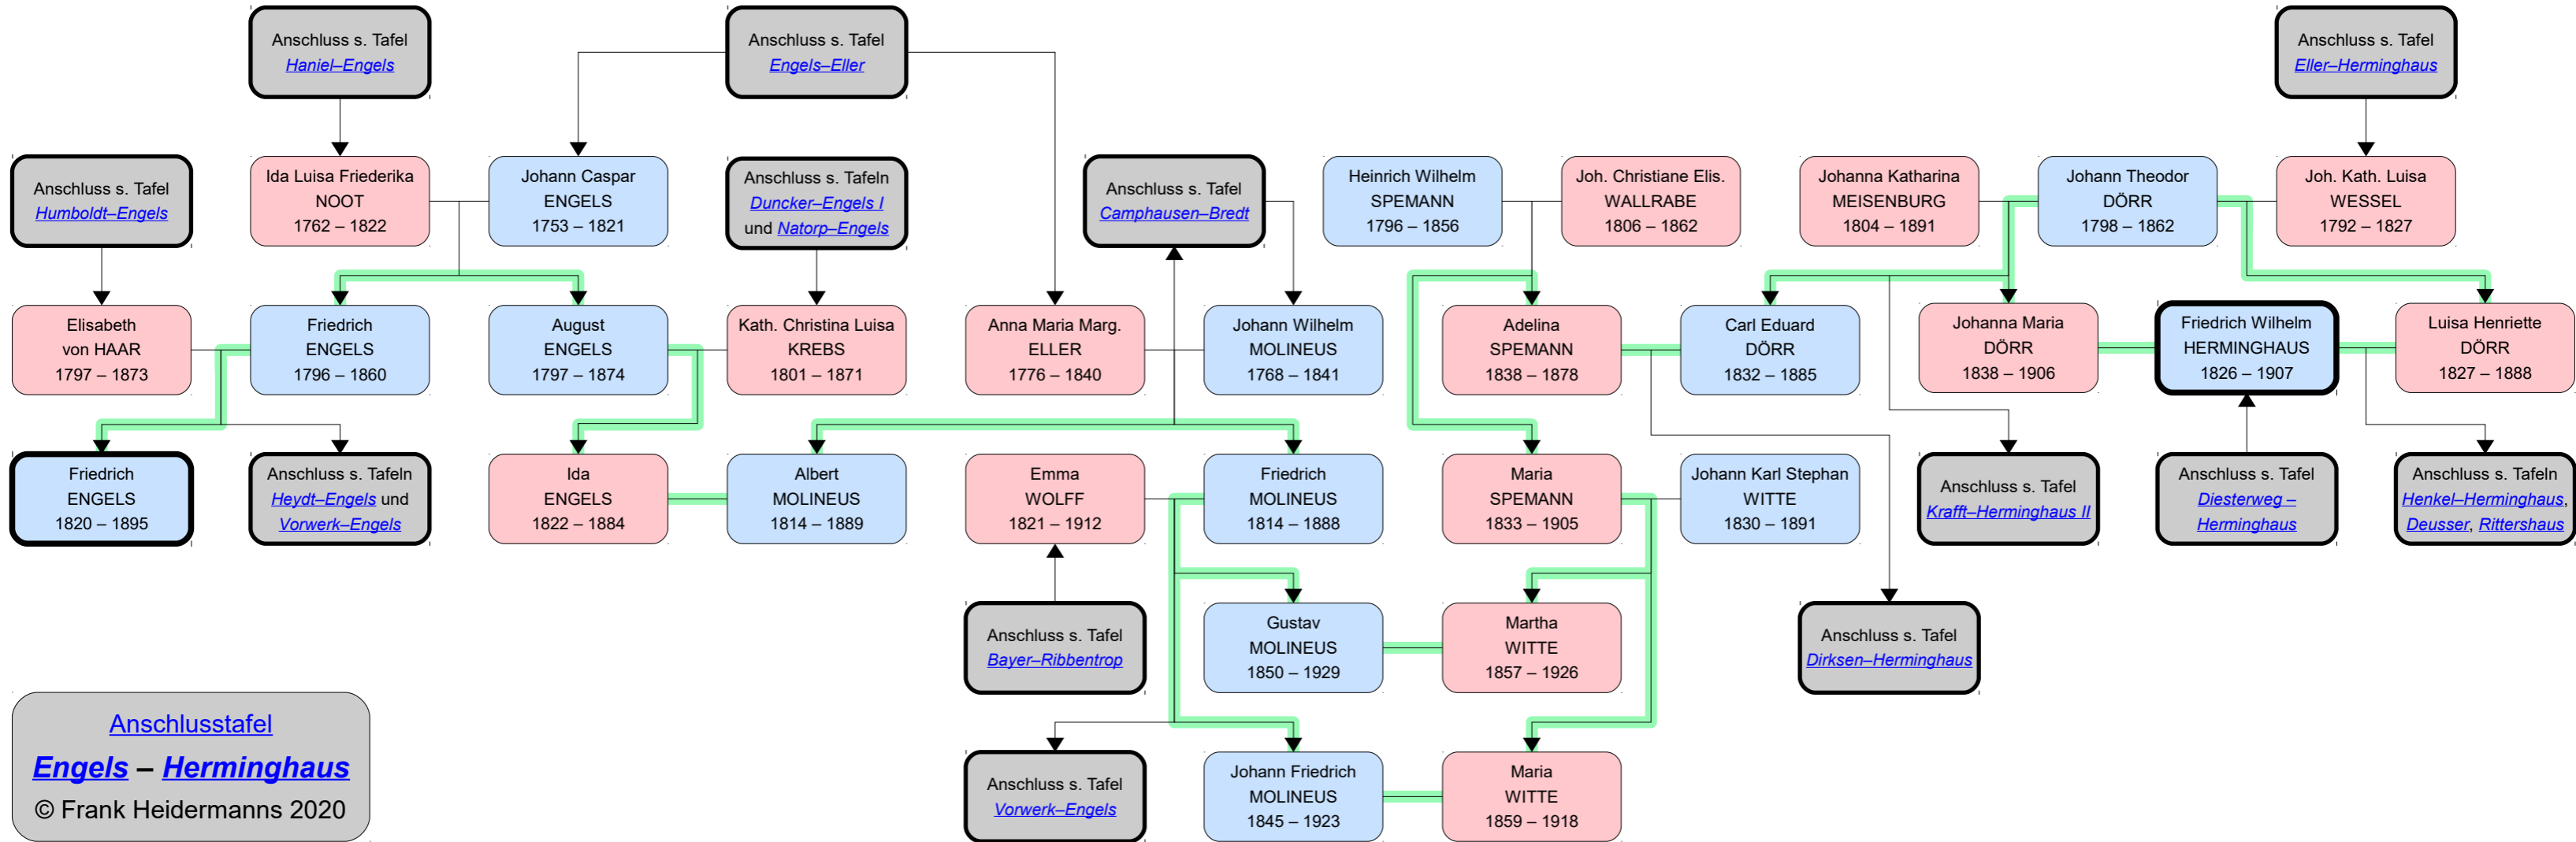 Anschluss s. Tafel
Haniel–Engels
Anschluss s. Tafel
Engels–Eller
Anschluss s. Tafel
Eller–Herminghaus
Anschluss s. Tafel
Humboldt–Engels
Ida Luisa Friederika
NOOT
1762 – 1822
Johann Caspar
ENGELS
1753 – 1821
Anschluss s. Tafeln
Duncker–Engels I
und Natorp–Engels
Anschluss s. Tafel
Camphausen–Bredt
Heinrich Wilhelm
SPEMANN
1796 – 1856
Joh. Christiane Elis.
WALLRABE
1806 – 1862
Johanna Katharina
MEISENBURG
1804 – 1891
Johann Theodor
DÖRR
1798 – 1862
Joh. Kath. Luisa
WESSEL
1792 – 1827
Elisabeth
von HAAR
1797 – 1873
Friedrich
ENGELS
1796 – 1860
August
ENGELS
1797 – 1874
Kath. Christina Luisa
KREBS
1801 – 1871
Anna Maria Marg.
ELLER
1776 – 1840
Johann Wilhelm
MOLINEUS
1768 – 1841
Adelina
SPEMANN
1838 – 1878
Carl Eduard
DÖRR
1832 – 1885
Johanna Maria
DÖRR
1838 – 1906
Friedrich Wilhelm
HERMINGHAUS
1826 – 1907
Luisa Henriette
DÖRR
1827 – 1888
Friedrich
ENGELS
1820 – 1895
Anschluss s. Tafeln
Heydt–Engels und
Vorwerk–Engels
Ida
ENGELS
1822 – 1884
Albert
MOLINEUS
1814 – 1889
Emma
WOLFF
1821 – 1912
Friedrich
MOLINEUS
1814 – 1888
Maria
SPEMANN
1833 – 1905
Johann Karl Stephan
WITTE
1830 – 1891
Anschluss s. Tafel
Krafft–Herminghaus II
Anschluss s. Tafel
Diesterweg –
Herminghaus
Anschluss s. Tafeln
Henkel–Herminghaus,
Deusser, Rittershaus
Anschluss s. Tafel
Bayer–Ribbentrop
Gustav
MOLINEUS
1850 – 1929
Martha
WITTE
1857 – 1926
Anschluss s. Tafel
Dirksen–Herminghaus
Anschlusstafel
Engels – Herminghaus
© Frank Heidermanns 2020
Anschluss s. Tafel
Vorwerk–Engels
Johann Friedrich
MOLINEUS
1845 – 1923
Maria
WITTE
1859 – 1918